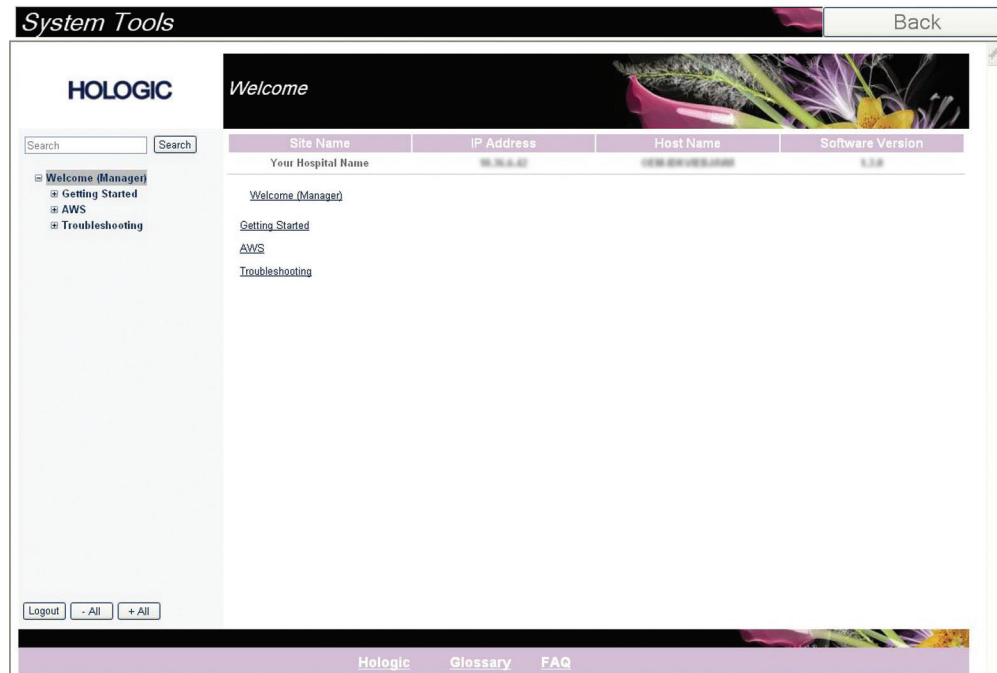 System Tools
Back
HOLOGIC
Welcome
Search Search
Site Name IP Address Host Name Software Version
Your Hospital Name
Welcome (Manager)
Getting Started
AWS
Troubleshooting
Welcome (Manager)
Getting Started
AWS
Troubleshooting
Logout - All + All
Hologic Glossary FAQ